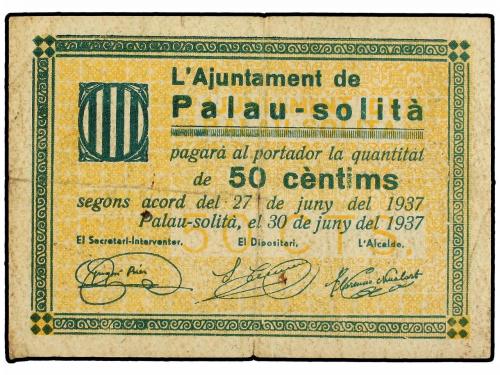 L'Ajuntament de
Palau-solità
pagarà al portador la quantitat
de 50 cèntims
segons acord del 27 de juny del 1937
Palau-solità, el 30 de juny del 1937
El Secretari-Interventor. El Dipositari. L'Alcalde.